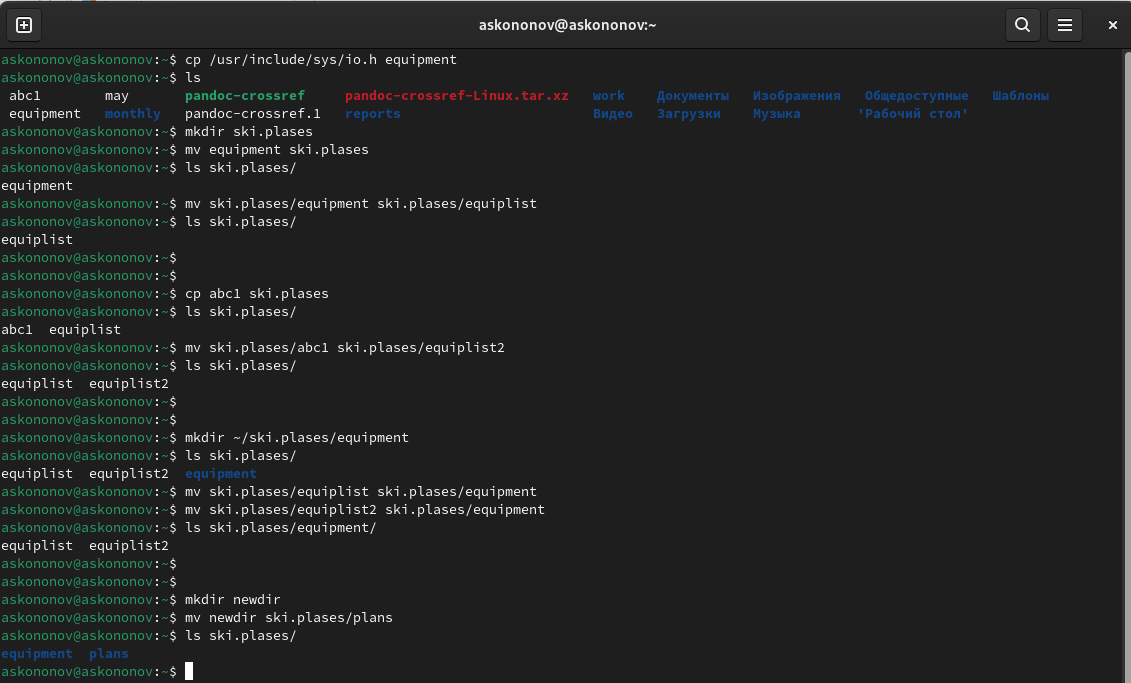 askononov@askononov:~
askononov@askononov:~$ cp /usr/include/sys/io.h equipment
askononov@askononov:~$ ls
abc1 may pandoc-crossref pandoc-crossref-Linux.tar.xz work Документы Изображения Общедоступные Шаблоны
equipment monthly pandoc-crossref.1 reports Видео Загрузки Музыка 'Рабочий стол'
askononov@askononov:~$ mkdir ski.plases
askononov@askononov:~$ mv equipment ski.plases
askononov@askononov:~$ ls ski.plases/
equipment
askononov@askononov:~$ mv ski.plases/equipment ski.plases/equiplist
askononov@askononov:~$ ls ski.plases/
equiplist
askononov@askononov:~$
askononov@askononov:~$
askononov@askononov:~$ cp abc1 ski.plases
askononov@askononov:~$ ls ski.plases/
abc1 equiplist
askononov@askononov:~$ mv ski.plases/abc1 ski.plases/equiplist2
askononov@askononov:~$ ls ski.plases/
equiplist equiplist2
askononov@askononov:~$
askononov@askononov:~$
askononov@askononov:~$ mkdir ~/ski.plases/equipment
askononov@askononov:~$ ls ski.plases/
equiplist equiplist2 equipment
askononov@askononov:~$ mv ski.plases/equiplist ski.plases/equipment
askononov@askononov:~$ mv ski.plases/equiplist2 ski.plases/equipment
askononov@askononov:~$ ls ski.plases/equipment/
equiplist equiplist2
askononov@askononov:~$
askononov@askononov:~$
askononov@askononov:~$ mkdir newdir
askononov@askononov:~$ mv newdir ski.plases/plans
askononov@askononov:~$ ls ski.plases/
equipment plans
askononov@askononov:~$